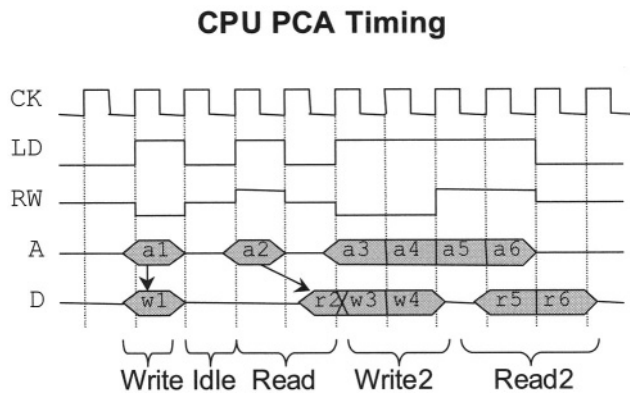 CPU PCA Timing
CK
LD
RW
A a1 a2 a3 a4 a5 a6
D w1 r2 w3 w4 r5 r6
Write Idle Read Write2 Read2